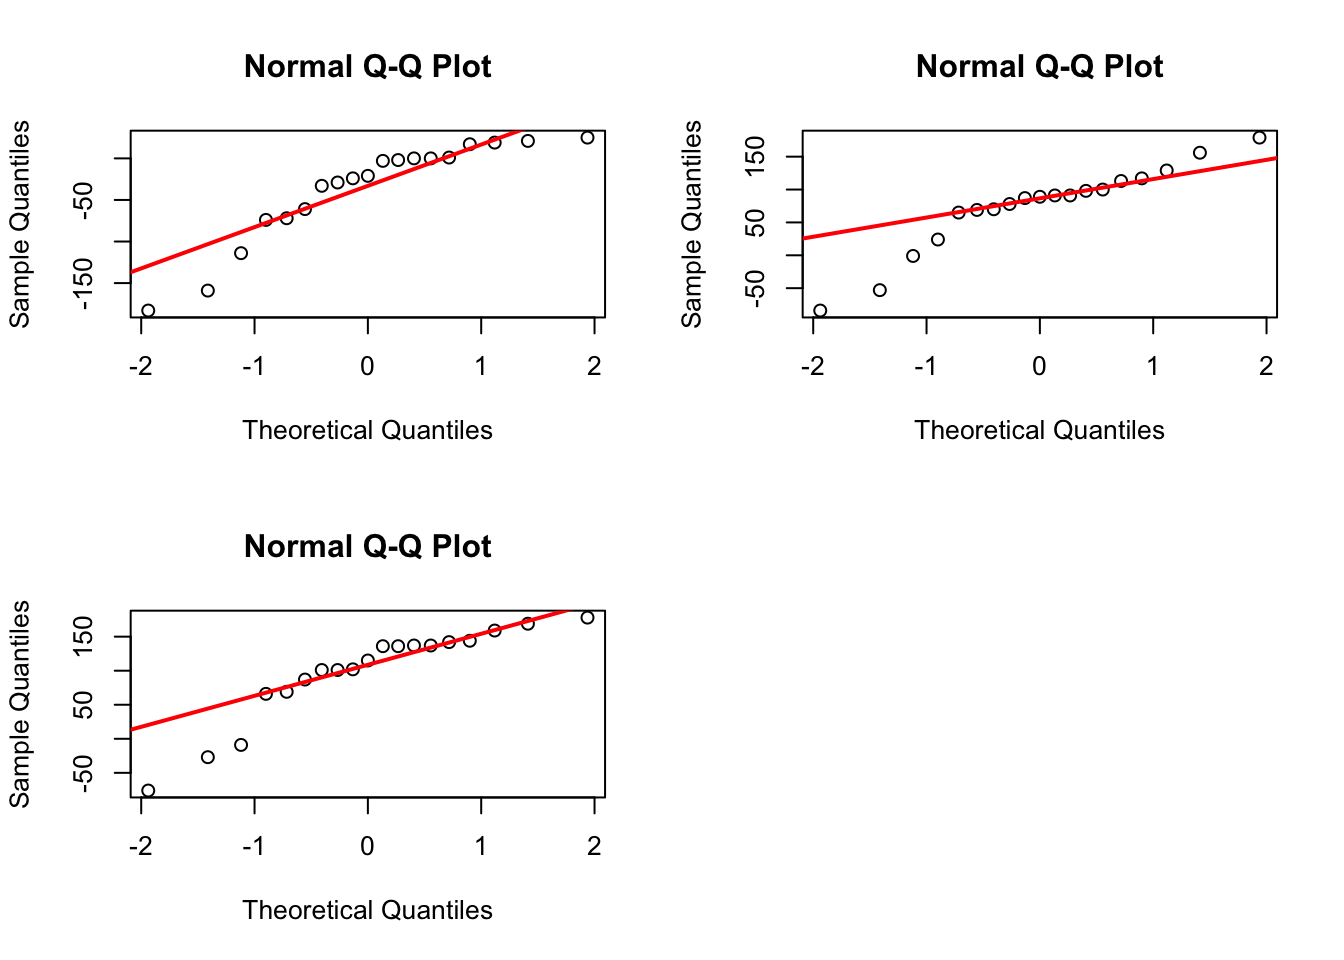 Normal Q-Q Plot
Sample Quantiles
-50
-150
-2 -1 0 1 2
Theoretical Quantiles
Normal Q-Q Plot
Sample Quantiles
150
50
-50
-2 -1 0 1 2
Theoretical Quantiles
Normal Q-Q Plot
Sample Quantiles
150
50
-50
-2 -1 0 1 2
Theoretical Quantiles